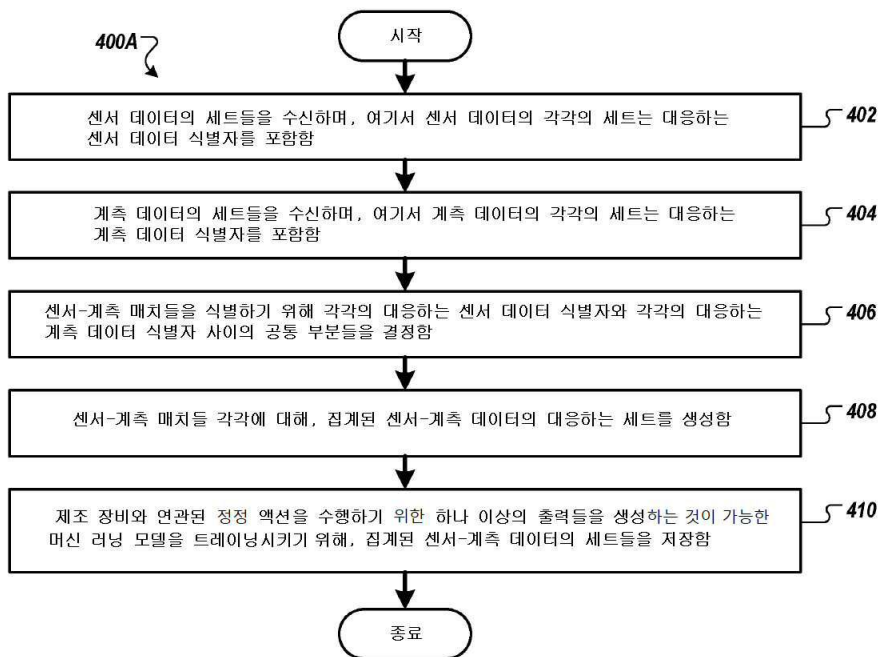 400A
시작
센서 데이터의 세트들을 수신하며, 여기서 센서 데이터의 각각의 세트는 대응하는
센서 데이터 식별자를 포함함
402
계측 데이터의 세트들을 수신하며, 여기서 계측 데이터의 각각의 세트는 대응하는
계측 데이터 식별자를 포함함
404
센서-계측 매치들을 식별하기 위해 각각의 대응하는 센서 데이터 식별자와 각각의 대응하는
계측 데이터 식별자 사이의 공통 부분들을 결정함
406
센서-계측 매치들 각각에 대해, 집계된 센서-계측 데이터의 대응하는 세트를 생성함
408
제조 장비와 연관된 정정 액션을 수행하기 위한 하나 이상의 출력들을 생성하는 것이 가능한
머신 러닝 모델을 트레이닝시키기 위해, 집계된 센서-계측 데이터의 세트들을 저장함
410
종료